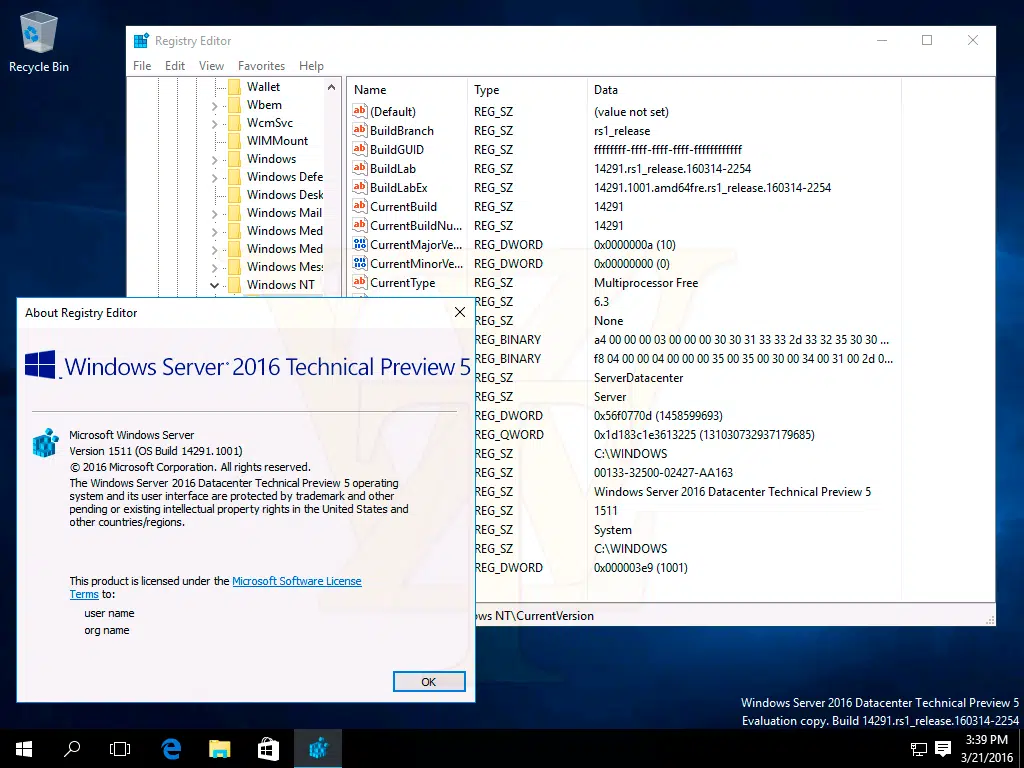 Recycle Bin
Registry Editor
File Edit View Favorites Help
Wallet
Wbem
WcmSvc
WIMMount
Windows
Windows Defe
Windows Desk
Windows Mail
Windows Med
Windows Med
Windows Mes
Windows NT
Name Type Data
(Default) REG_SZ (value not set)
BuildBranch REG_SZ rs1_release
BuildGUID REG_SZ ffffffff-ffff-ffff-ffff-ffffffffffff
BuildLab REG_SZ 14291.rs1_release.160314-2254
BuildLabEx REG_SZ 14291.1001.amd64fre.rs1_release.160314-2254
CurrentBuild REG_SZ 14291
CurrentBuildNu... REG_SZ 14291
CurrentMajorVe... REG_DWORD 0x0000000a (10)
CurrentMinorVe... REG_DWORD 0x00000000 (0)
CurrentType REG_SZ Multiprocessor Free
REG_SZ 6.3
REG_SZ None
REG_BINARY a4 00 00 00 03 00 00 00 30 30 31 33 33 2d 33 32 35 30 30 ...
REG_BINARY f8 04 00 00 04 00 00 00 35 00 35 00 30 00 34 00 31 00 2d 0...
REG_SZ ServerDatacenter
REG_SZ Server
REG_DWORD 0x56f0770d (1458599693)
REG_QWORD 0x1d183c1e3613225 (131030732937179685)
REG_SZ C:\WINDOWS
REG_SZ 00133-32500-02427-AA163
REG_SZ Windows Server 2016 Datacenter Technical Preview 5
REG_SZ 1511
REG_SZ System
REG_SZ C:\WINDOWS
REG_DWORD 0x000003e9 (1001)
ows NT\CurrentVersion
About Registry Editor
Windows Server 2016 Technical Preview 5
Microsoft Windows Server
Version 1511 (OS Build 14291.1001)
© 2016 Microsoft Corporation. All rights reserved.
The Windows Server 2016 Datacenter Technical Preview 5 operating
system and its user interface are protected by trademark and other
pending or existing intellectual property rights in the United States and
other countries/regions.
This product is licensed under the Microsoft Software License
Terms to:
user name
org name
OK
Windows Server 2016 Datacenter Technical Preview 5
Evaluation copy. Build 14291.rs1_release.160314-2254
3:39 PM
3/21/2016